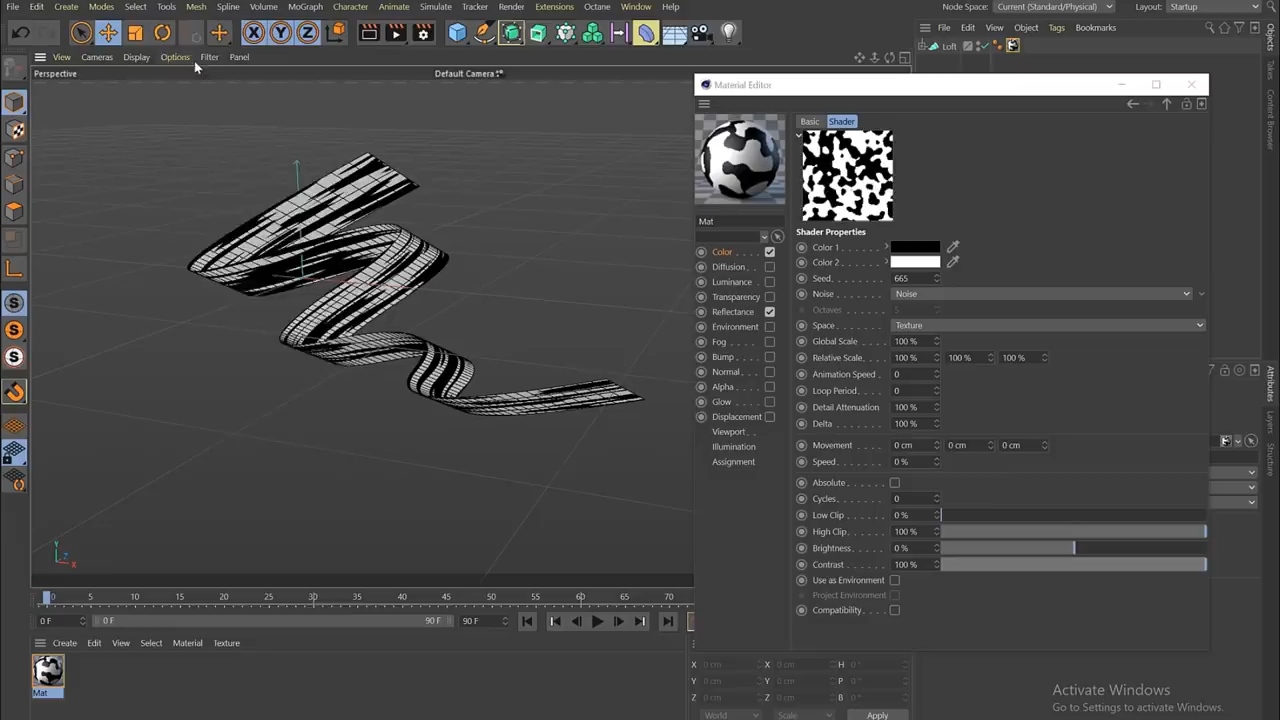 File Edit Create Modes Select Tools Mesh Spline Volume MoGraph Character Animate Simulate Tracker Render Extensions Octane Window Help
Node Space: Current (Standard/Physical) Layout: Startup
File Edit View Object Tags Bookmarks
View Cameras Display Options Filter Panel
Perspective Default Camera
Loft
Material Editor
Basic Shader
Mat
Color
Diffusion
Luminance
Transparency
Reflectance
Environment
Fog
Bump
Normal
Alpha
Glow
Displacement
Viewport
Illumination
Assignment
Shader Properties
Color 1
Color 2
Seed 665
Noise Noise
Octaves 5
Space Texture
Global Scale 100 %
Relative Scale 100 % 100 % 100 %
Animation Speed 0
Loop Period 0
Detail Attenuation 100 %
Delta 100 %
Movement 0 cm 0 cm 0 cm
Speed 0 %
Absolute
Cycles 0
Low Clip 0 %
High Clip 100 %
Brightness 0 %
Contrast 100 %
Use as Environment
Project Environment
Compatibility
Objects
Takes
Content Browser
Attributes
Layers
Structure
Y
Z
X
0 5 10 15 20 25 30 35 40 45 50 55 60 65 70
0 F 0 F 90 F 90 F
Create Edit View Select Material Texture
Mat
X 0 cm X 0 cm H 0 °
Y 0 cm Y 0 cm P 0 °
Z 0 cm Z 0 cm B 0 °
World Scale Apply
Activate Windows
Go to Settings to activate Windows.